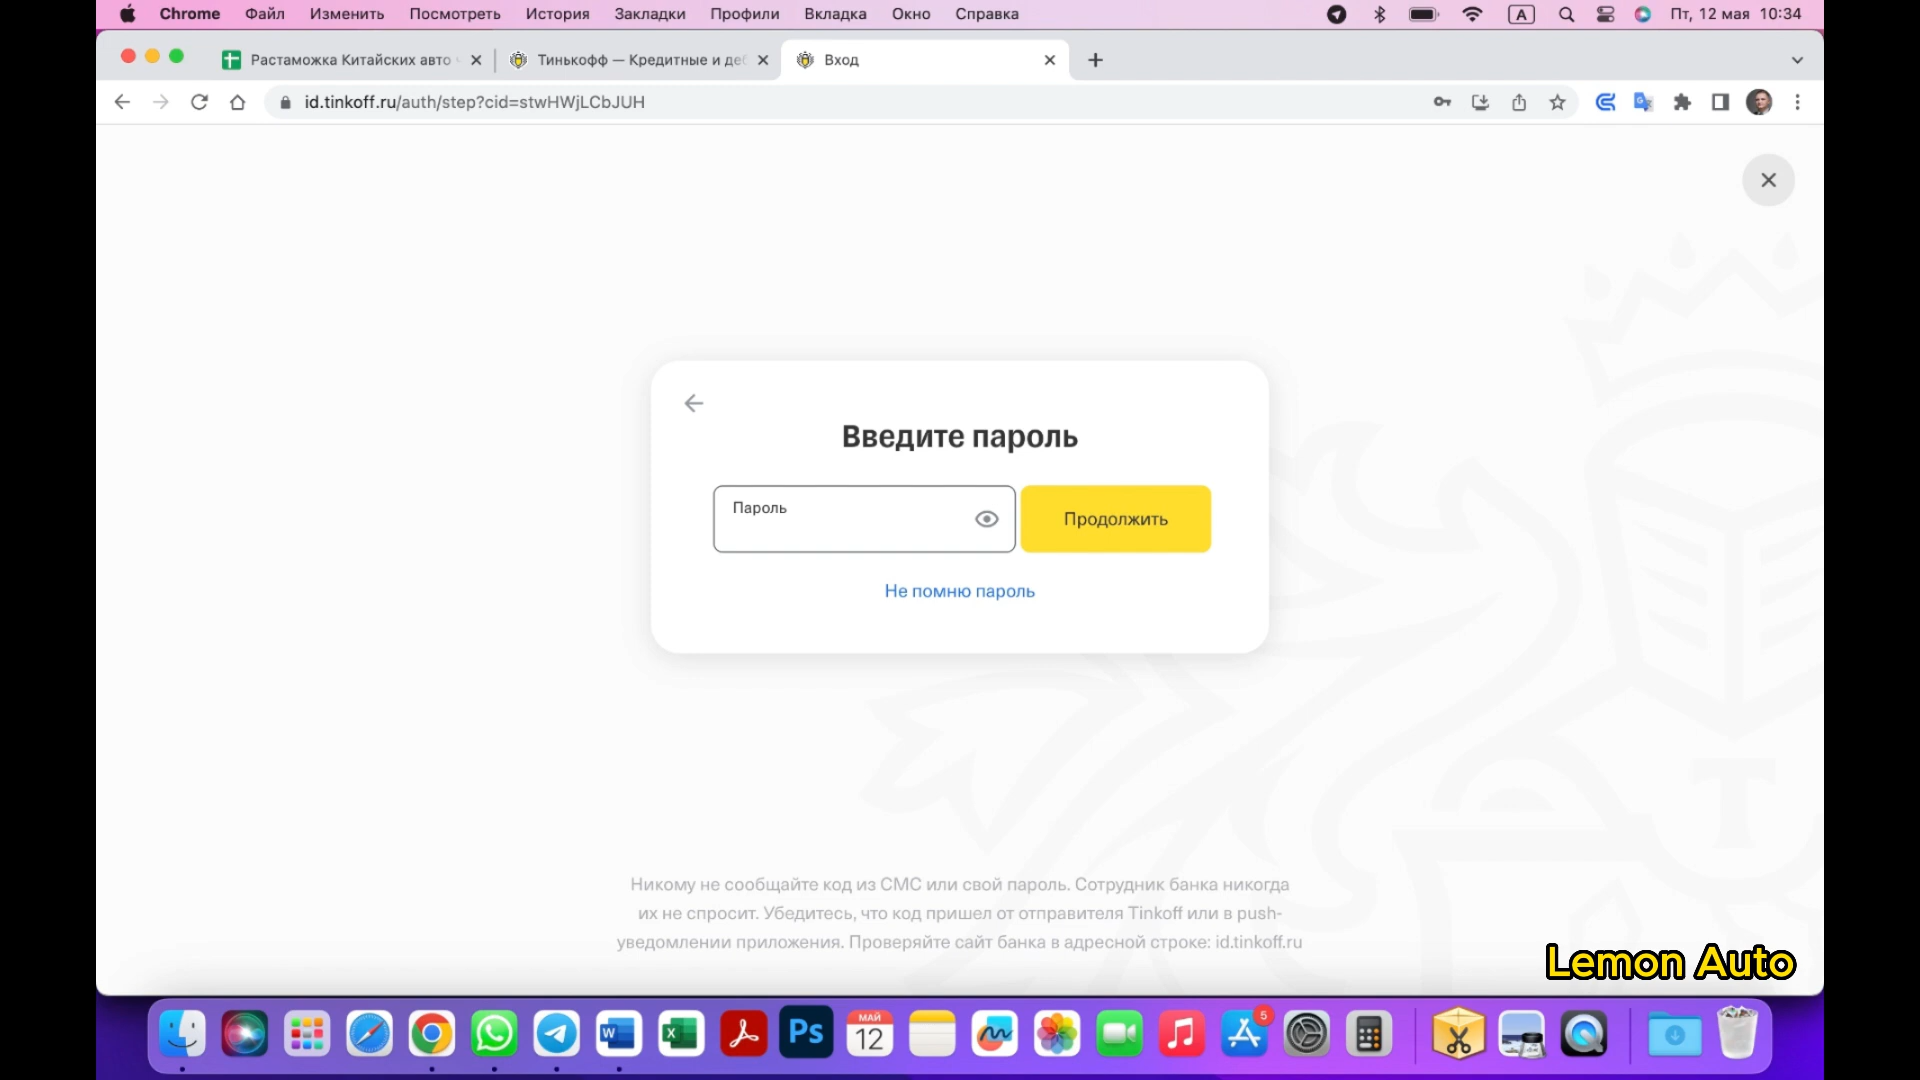 Chrome Файл Изменить Посмотреть История Закладки Профили Вкладка Окно Справка A Пт, 12 мая 10:34
Растаможка Китайских авто Тинькофф — Кредитные и деб Вход
id.tinkoff.ru/auth/step?cid=stwHWjLCbJUH
Введите пароль
Пароль
Продолжить
Не помню пароль
Никому не сообщайте код из СМС или свой пароль. Сотрудник банка никогда
их не спросит. Убедитесь, что код пришел от отправителя Tinkoff или в push-
уведомлении приложения. Проверяйте сайт банка в адресной строке: id.tinkoff.ru
Lemon Auto
W X Ps МАЙ 12 5